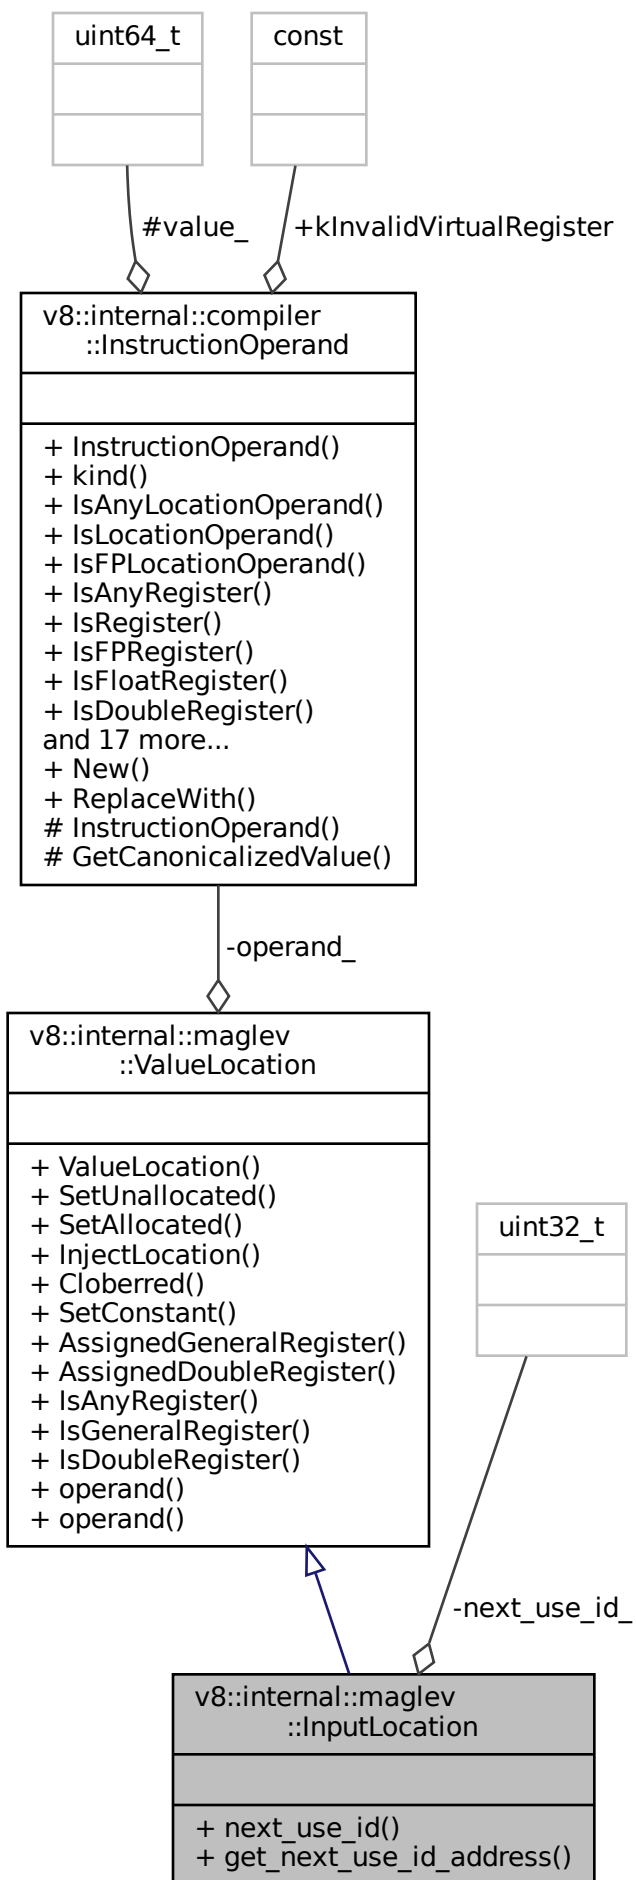 uint64_t
const
#value_
+kInvalidVirtualRegister
v8::internal::compiler
::InstructionOperand
+ InstructionOperand()
+ kind()
+ IsAnyLocationOperand()
+ IsLocationOperand()
+ IsFPLocationOperand()
+ IsAnyRegister()
+ IsRegister()
+ IsFPRegister()
+ IsFloatRegister()
+ IsDoubleRegister()
and 17 more...
+ New()
+ ReplaceWith()
# InstructionOperand()
# GetCanonicalizedValue()
-operand_
v8::internal::maglev
::ValueLocation
+ ValueLocation()
+ SetUnallocated()
+ SetAllocated()
+ InjectLocation()
+ Cloberred()
+ SetConstant()
+ AssignedGeneralRegister()
+ AssignedDoubleRegister()
+ IsAnyRegister()
+ IsGeneralRegister()
+ IsDoubleRegister()
+ operand()
+ operand()
uint32_t
-next_use_id_
v8::internal::maglev
::InputLocation
+ next_use_id()
+ get_next_use_id_address()